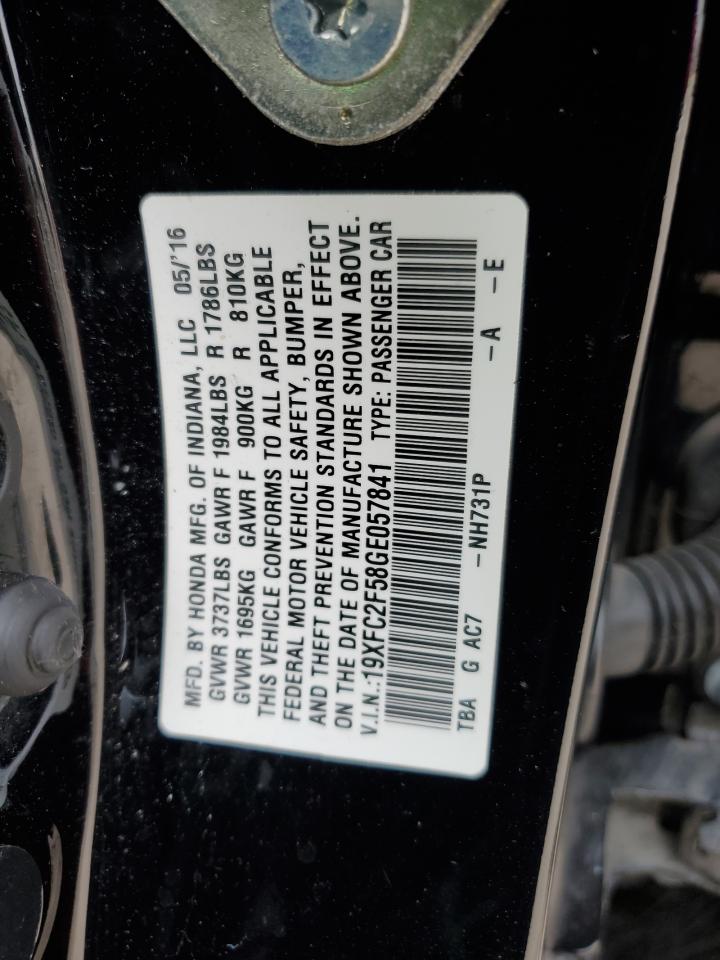 MFD. BY HONDA MFG. OF INDIANA, LLC 05/'16
GVWR 3737LBS GAWR F 1984LBS R 1786LBS
GVWR 1695KG GAWR F 900KG R 810KG
THIS VEHICLE CONFORMS TO ALL APPLICABLE
FEDERAL MOTOR VEHICLE SAFETY, BUMPER,
AND THEFT PREVENTION STANDARDS IN EFFECT
ON THE DATE OF MANUFACTURE SHOWN ABOVE.
V.I.N.:19XFC2F58GE057841 TYPE: PASSENGER CAR
TBA G AC7 -NH731P -A -E